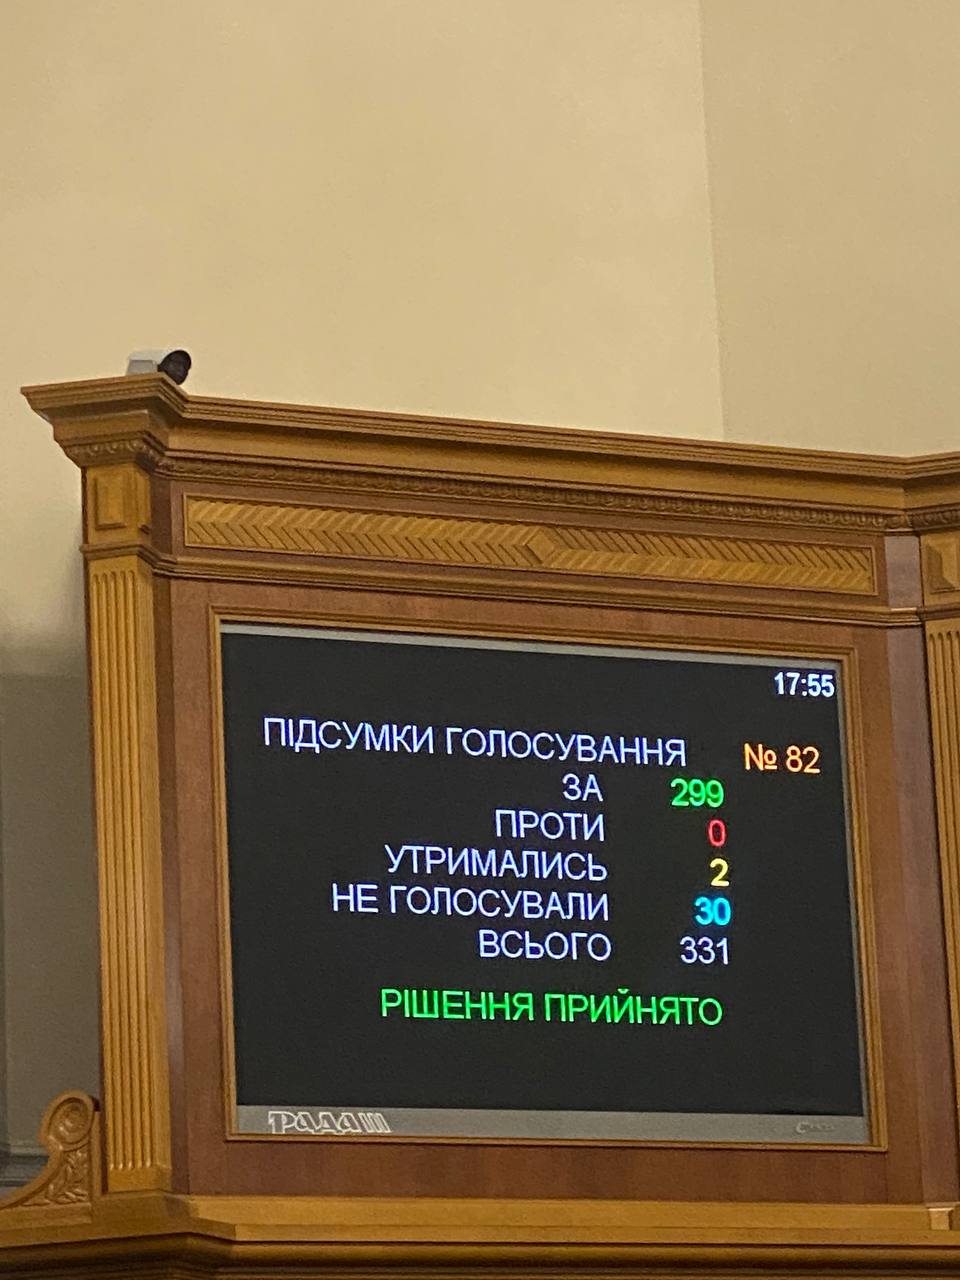 17:55
ПІДСУМКИ ГОЛОСУВАННЯ № 82
ЗА 299
ПРОТИ 0
УТРИМАЛИСЬ 2
НЕ ГОЛОСУВАЛИ 30
ВСЬОГО 331
РІШЕННЯ ПРИЙНЯТО
РАДА III